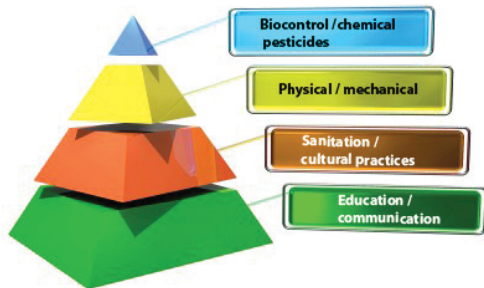 Biocontrol /chemical
pesticides
Physical / mechanical
Sanitation /
cultural practices
Education /
communication